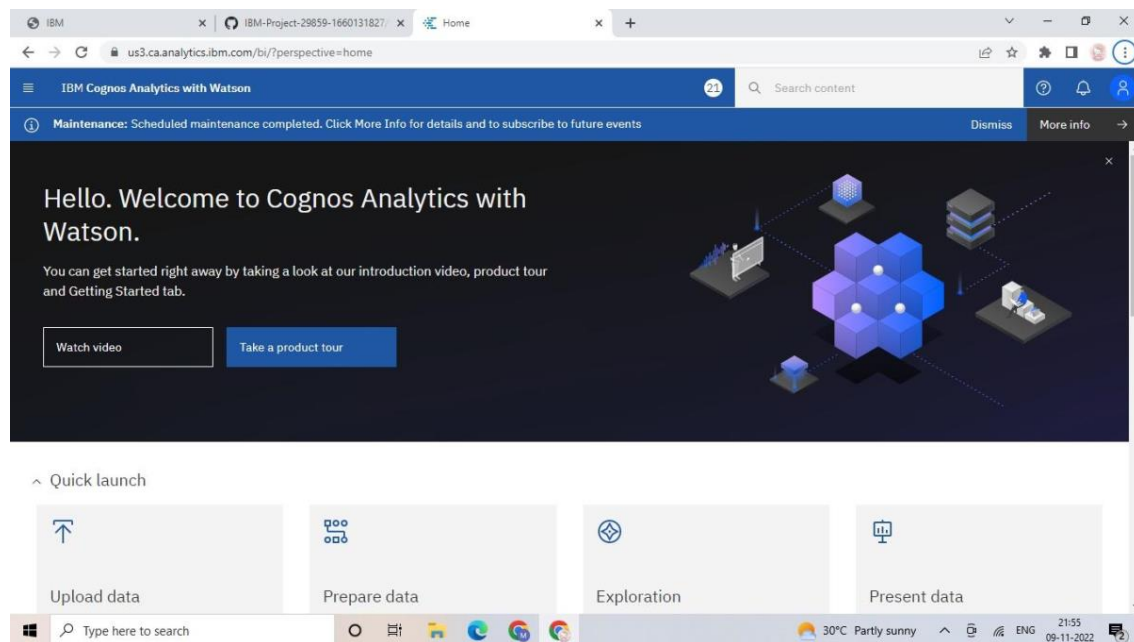 IBM
IBM-Project-29859-1660131827/
Home
us3.ca.analytics.ibm.com/bi/?perspective=home
IBM Cognos Analytics with Watson
21
Search content
Maintenance: Scheduled maintenance completed. Click More Info for details and to subscribe to future events
Dismiss
More info
Hello. Welcome to Cognos Analytics with
Watson.
You can get started right away by taking a look at our introduction video, product tour
and Getting Started tab.
Watch video
Take a product tour
Quick launch
Upload data
Prepare data
Exploration
Present data
Type here to search
30°C Partly sunny
ENG
21:55
09-11-2022
2